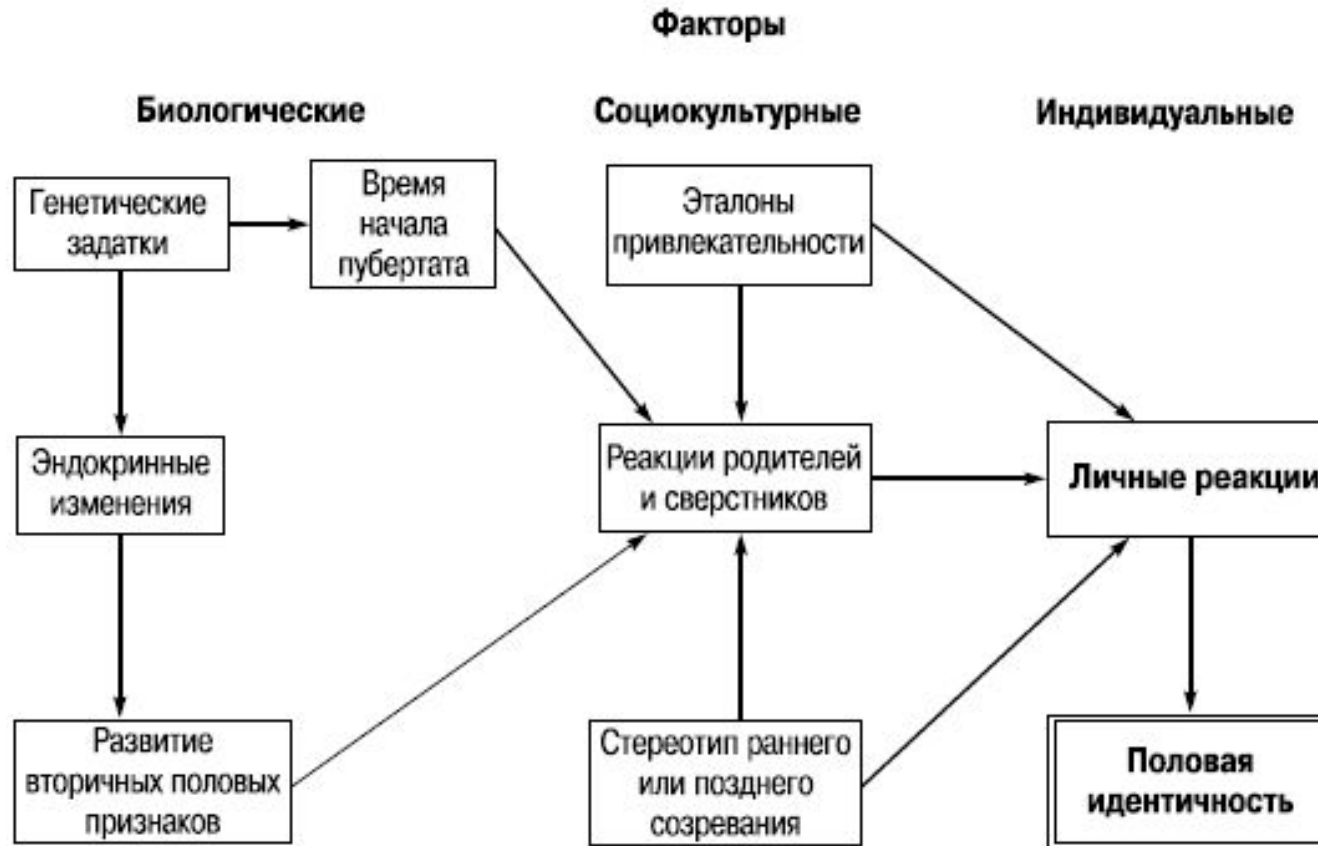 Факторы
Биологические
Социокультурные
Индивидуальные
Генетические
задатки
Время
начала
пубертата
Эталоны
привлекательности
Эндокринные
изменения
Реакции родителей
и сверстников
Личные реакции
Развитие
вторичных половых
признаков
Стереотип раннего
или позднего
созревания
Половая
идентичность